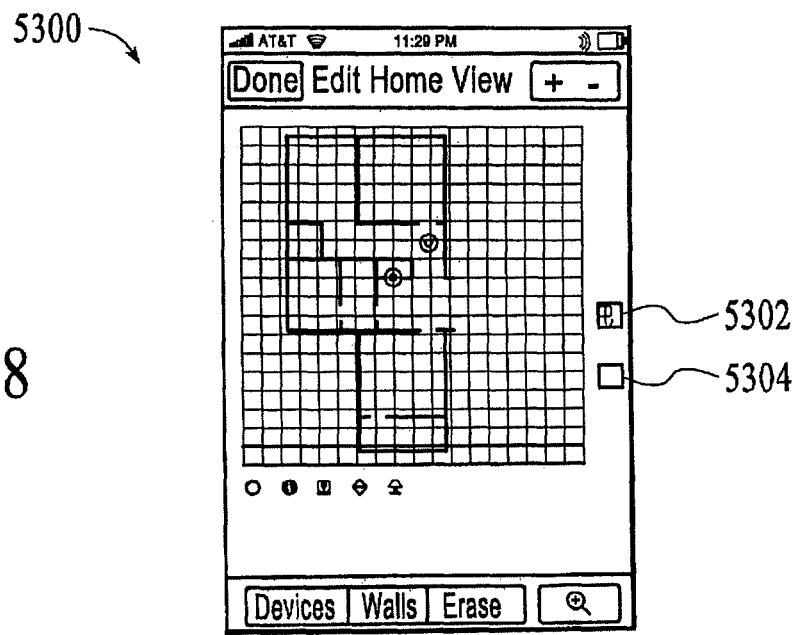 5300
AT&T 11:29 PM
Done Edit Home View + -
5302
8
5304
Devices Walls Erase